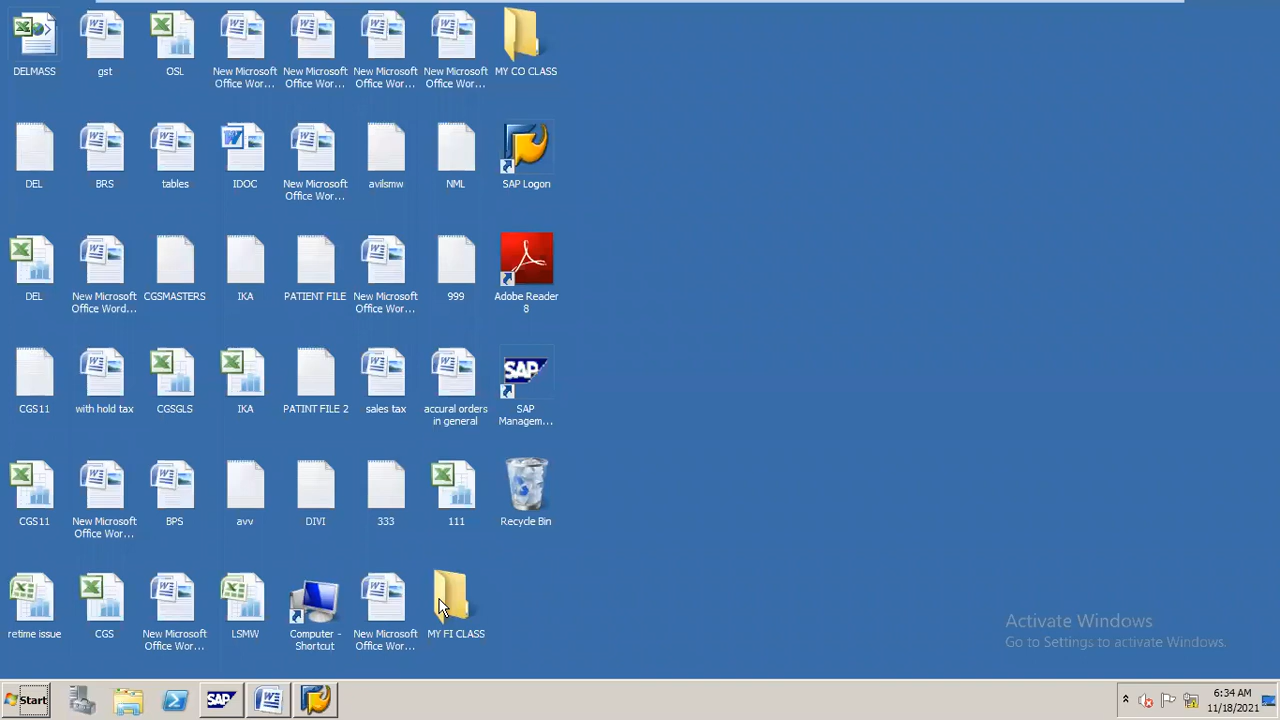 DELMASS
gst
OSL
New Microsoft
Office Wor...
New Microsoft
Office Wor...
New Microsoft
Office Wor...
New Microsoft
Office Wor...
MY CO CLASS
DEL
BRS
tables
IDOC
New Microsoft
Office Wor...
avilsmw
NML
SAP Logon
DEL
New Microsoft
Office Word...
CGSMASTERS
IKA
PATIENT FILE
New Microsoft
Office Wor...
999
Adobe Reader
8
CGS11
with hold tax
CGSGLS
IKA
PATINT FILE 2
sales tax
accural orders
in general
SAP
SAP
Managem...
CGS11
New Microsoft
Office Wor...
BPS
avv
DIVI
333
111
Recycle Bin
retime issue
CGS
New Microsoft
Office Wor...
LSMW
Computer -
Shortcut
New Microsoft
Office Wor...
MY FI CLASS
Activate Windows
Go to Settings to activate Windows.
Start
SAP
6:34 AM
11/18/2021